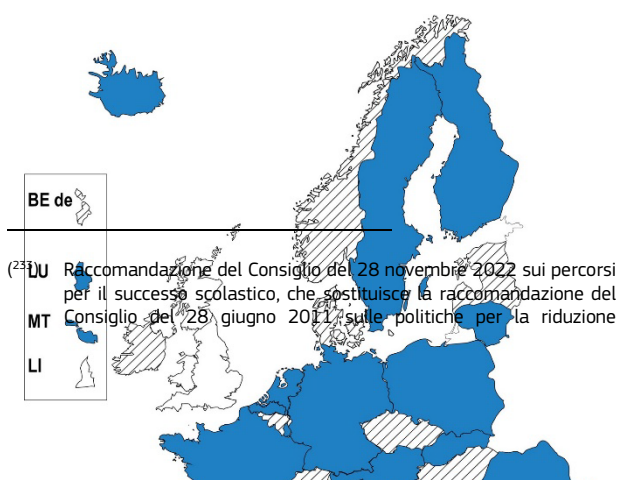 BE de
LU
MT
LI
(233) Raccomandazione del Consiglio del 28 novembre 2022 sui percorsi
per il successo scolastico, che sostituisce la raccomandazione del
Consiglio del 28 giugno 2011 sulle politiche per la riduzione